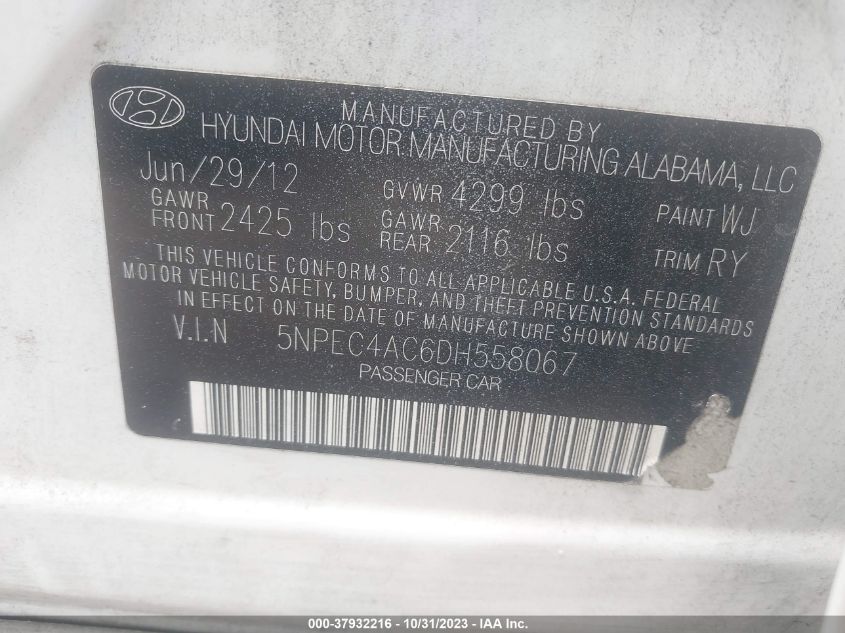 MANUFACTURED BY
HYUNDAI MOTOR MANUFACTURING ALABAMA, LLC
Jun/29/12 GVWR 4299 lbs PAINT WJ
GAWR FRONT 2425 lbs GAWR REAR 2116 lbs TRIM RY
THIS VEHICLE CONFORMS TO ALL APPLICABLE U.S.A. FEDERAL
MOTOR VEHICLE SAFETY, BUMPER, AND THEFT PREVENTION STANDARDS
IN EFFECT ON THE DATE OF MANUFACTURE SHOWN ABOVE
V.I.N 5NPEC4AC6DH558067
PASSENGER CAR
000-37932216 - 10/31/2023 - IAA Inc.